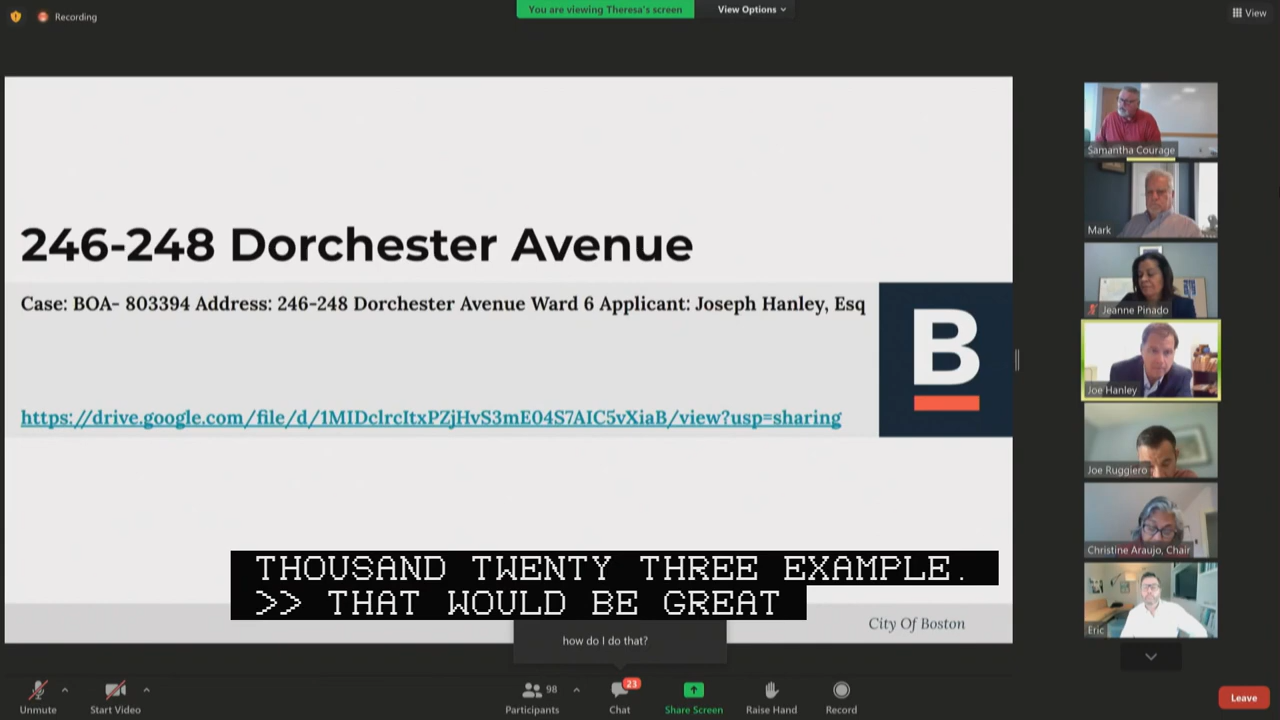 Recording
You are viewing Theresa's screen
View Options
View
246-248 Dorchester Avenue
Case: BOA- 803394 Address: 246-248 Dorchester Avenue Ward 6 Applicant: Joseph Hanley, Esq
B
https://drive.google.com/file/d/1MIDclrcItxPZjHvS3mE04S7AIC5vXiaB/view?usp=sharing
THOUSAND TWENTY THREE EXAMPLE.
>> THAT WOULD BE GREAT
City Of Boston
how do I do that?
Samantha Courage
Mark
Jeanne Pinado
Joe Hanley
Joe Ruggiero
Christine Araujo, Chair
Eric
Unmute
Start Video
98
Participants
23
Chat
Share Screen
Raise Hand
Record
Leave